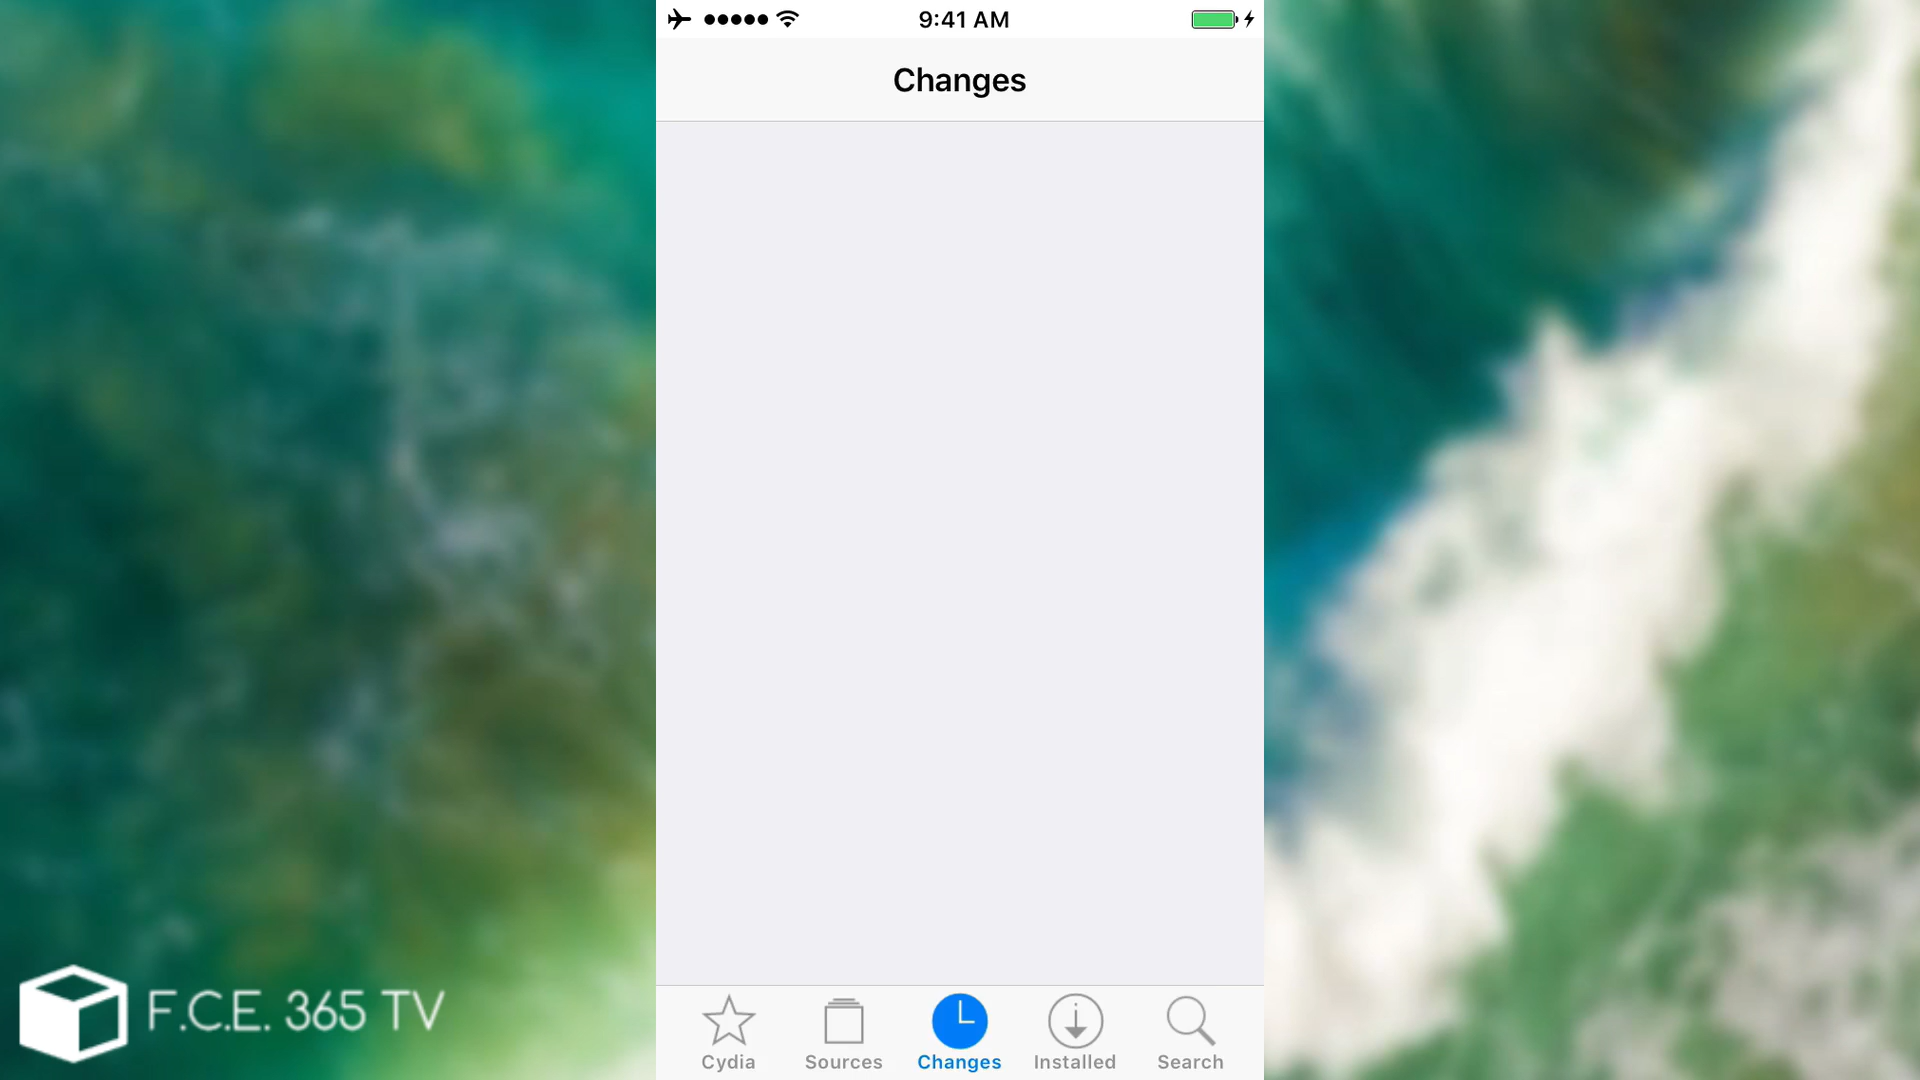 9:41 AM
Changes
Cydia Sources Changes Installed Search
F.C.E. 365 TV